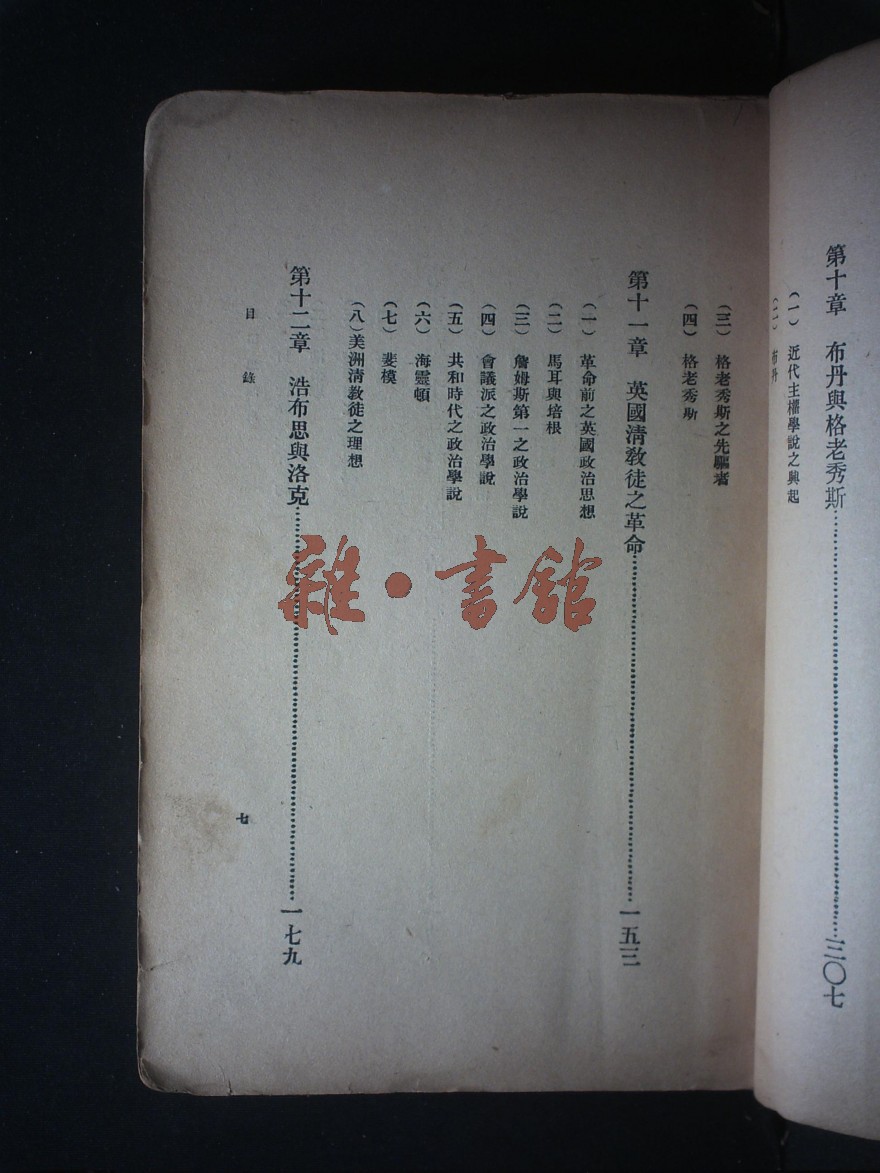 第十章　布丹與格老秀斯……三〇七
（一）　近代主權學說之興起
（二）　布丹
（三）　格老秀斯之先驅者
（四）　格老秀斯
第十一章　英國清教徒之革命……一五三
（一）　革命前之英國政治思想
（二）　馬耳與培根
（三）　詹姆斯第一之政治學說
（四）　會議派之政治學說
（五）　共和時代之政治學說
（六）　海靈頓
（七）　斐模
（八）美洲清教徒之理想
第十二章　浩布思與洛克……一七九
目　錄
七
雜·書館